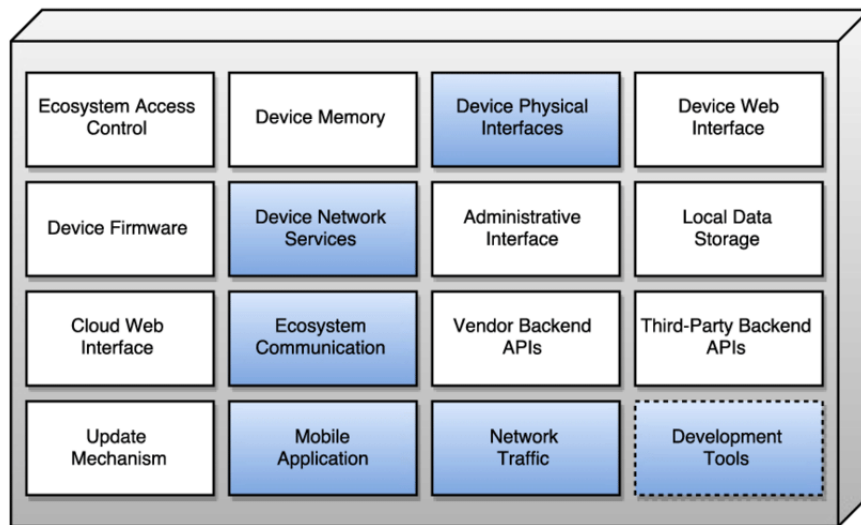 Ecosystem Access
Control
Device Memory
Device Physical
Interfaces
Device Web
Interface
Device Firmware
Device Network
Services
Administrative
Interface
Local Data
Storage
Cloud Web
Interface
Ecosystem
Communication
Vendor Backend
APIs
Third-Party Backend
APIs
Update
Mechanism
Mobile
Application
Network
Traffic
Development
Tools